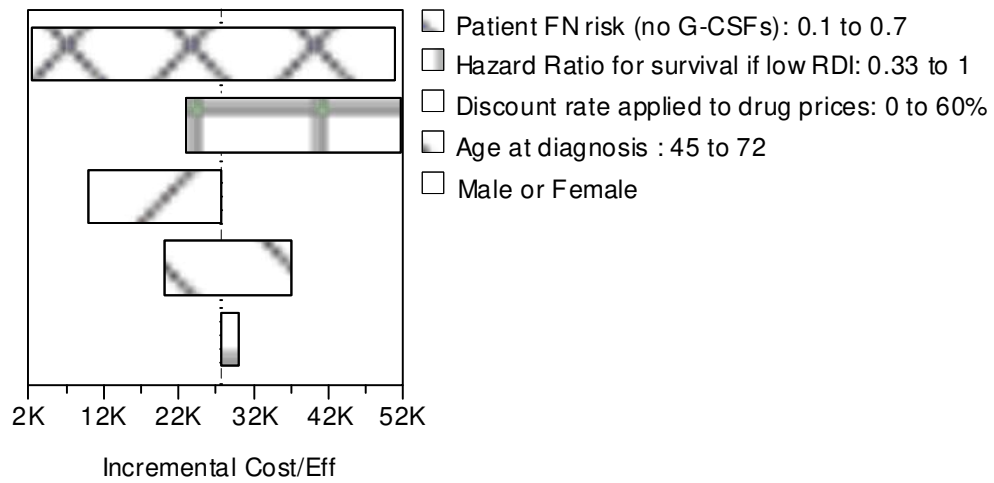 Patient FN risk (no G-CSFs): 0.1 to 0.7
Hazard Ratio for survival if low RDI: 0.33 to 1
Discount rate applied to drug prices: 0 to 60%
Age at diagnosis : 45 to 72
Male or Female
2K 12K 22K 32K 42K 52K
Incremental Cost/Eff